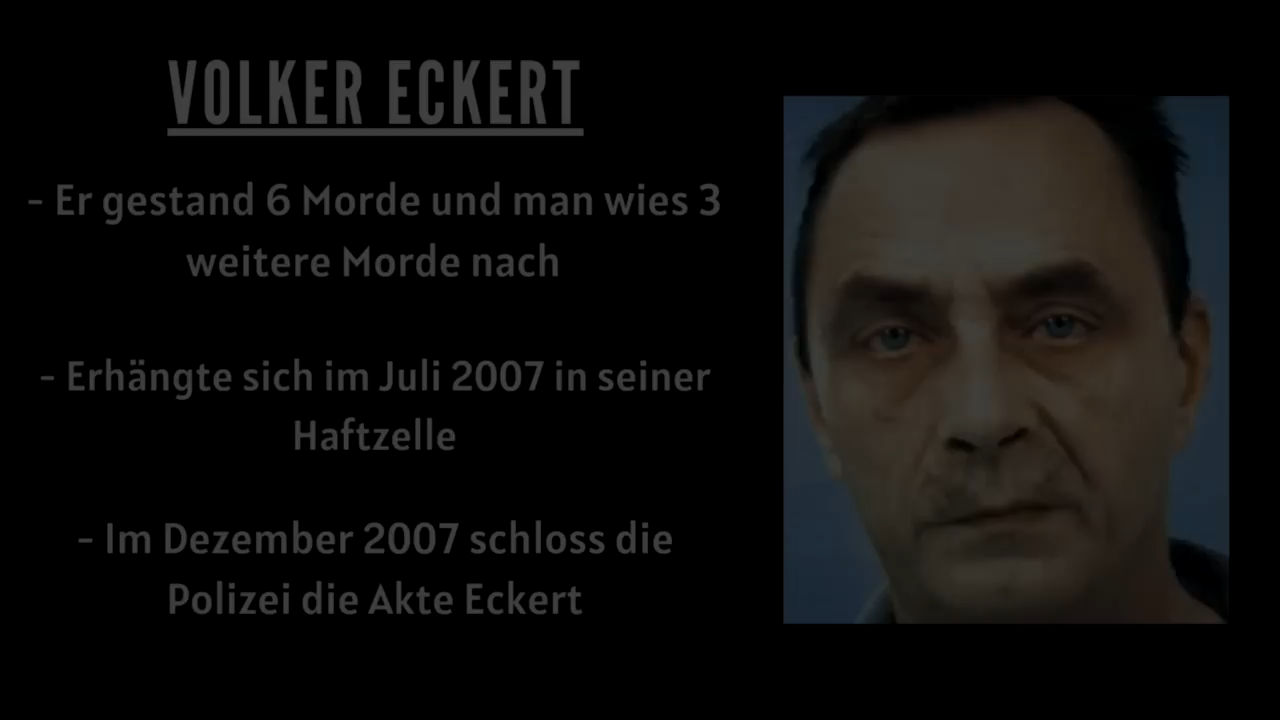 VOLKER ECKERT
- Er gestand 6 Morde und man wies 3
weitere Morde nach
- Erhängte sich im Juli 2007 in seiner
Haftzelle
- Im Dezember 2007 schloss die
Polizei die Akte Eckert